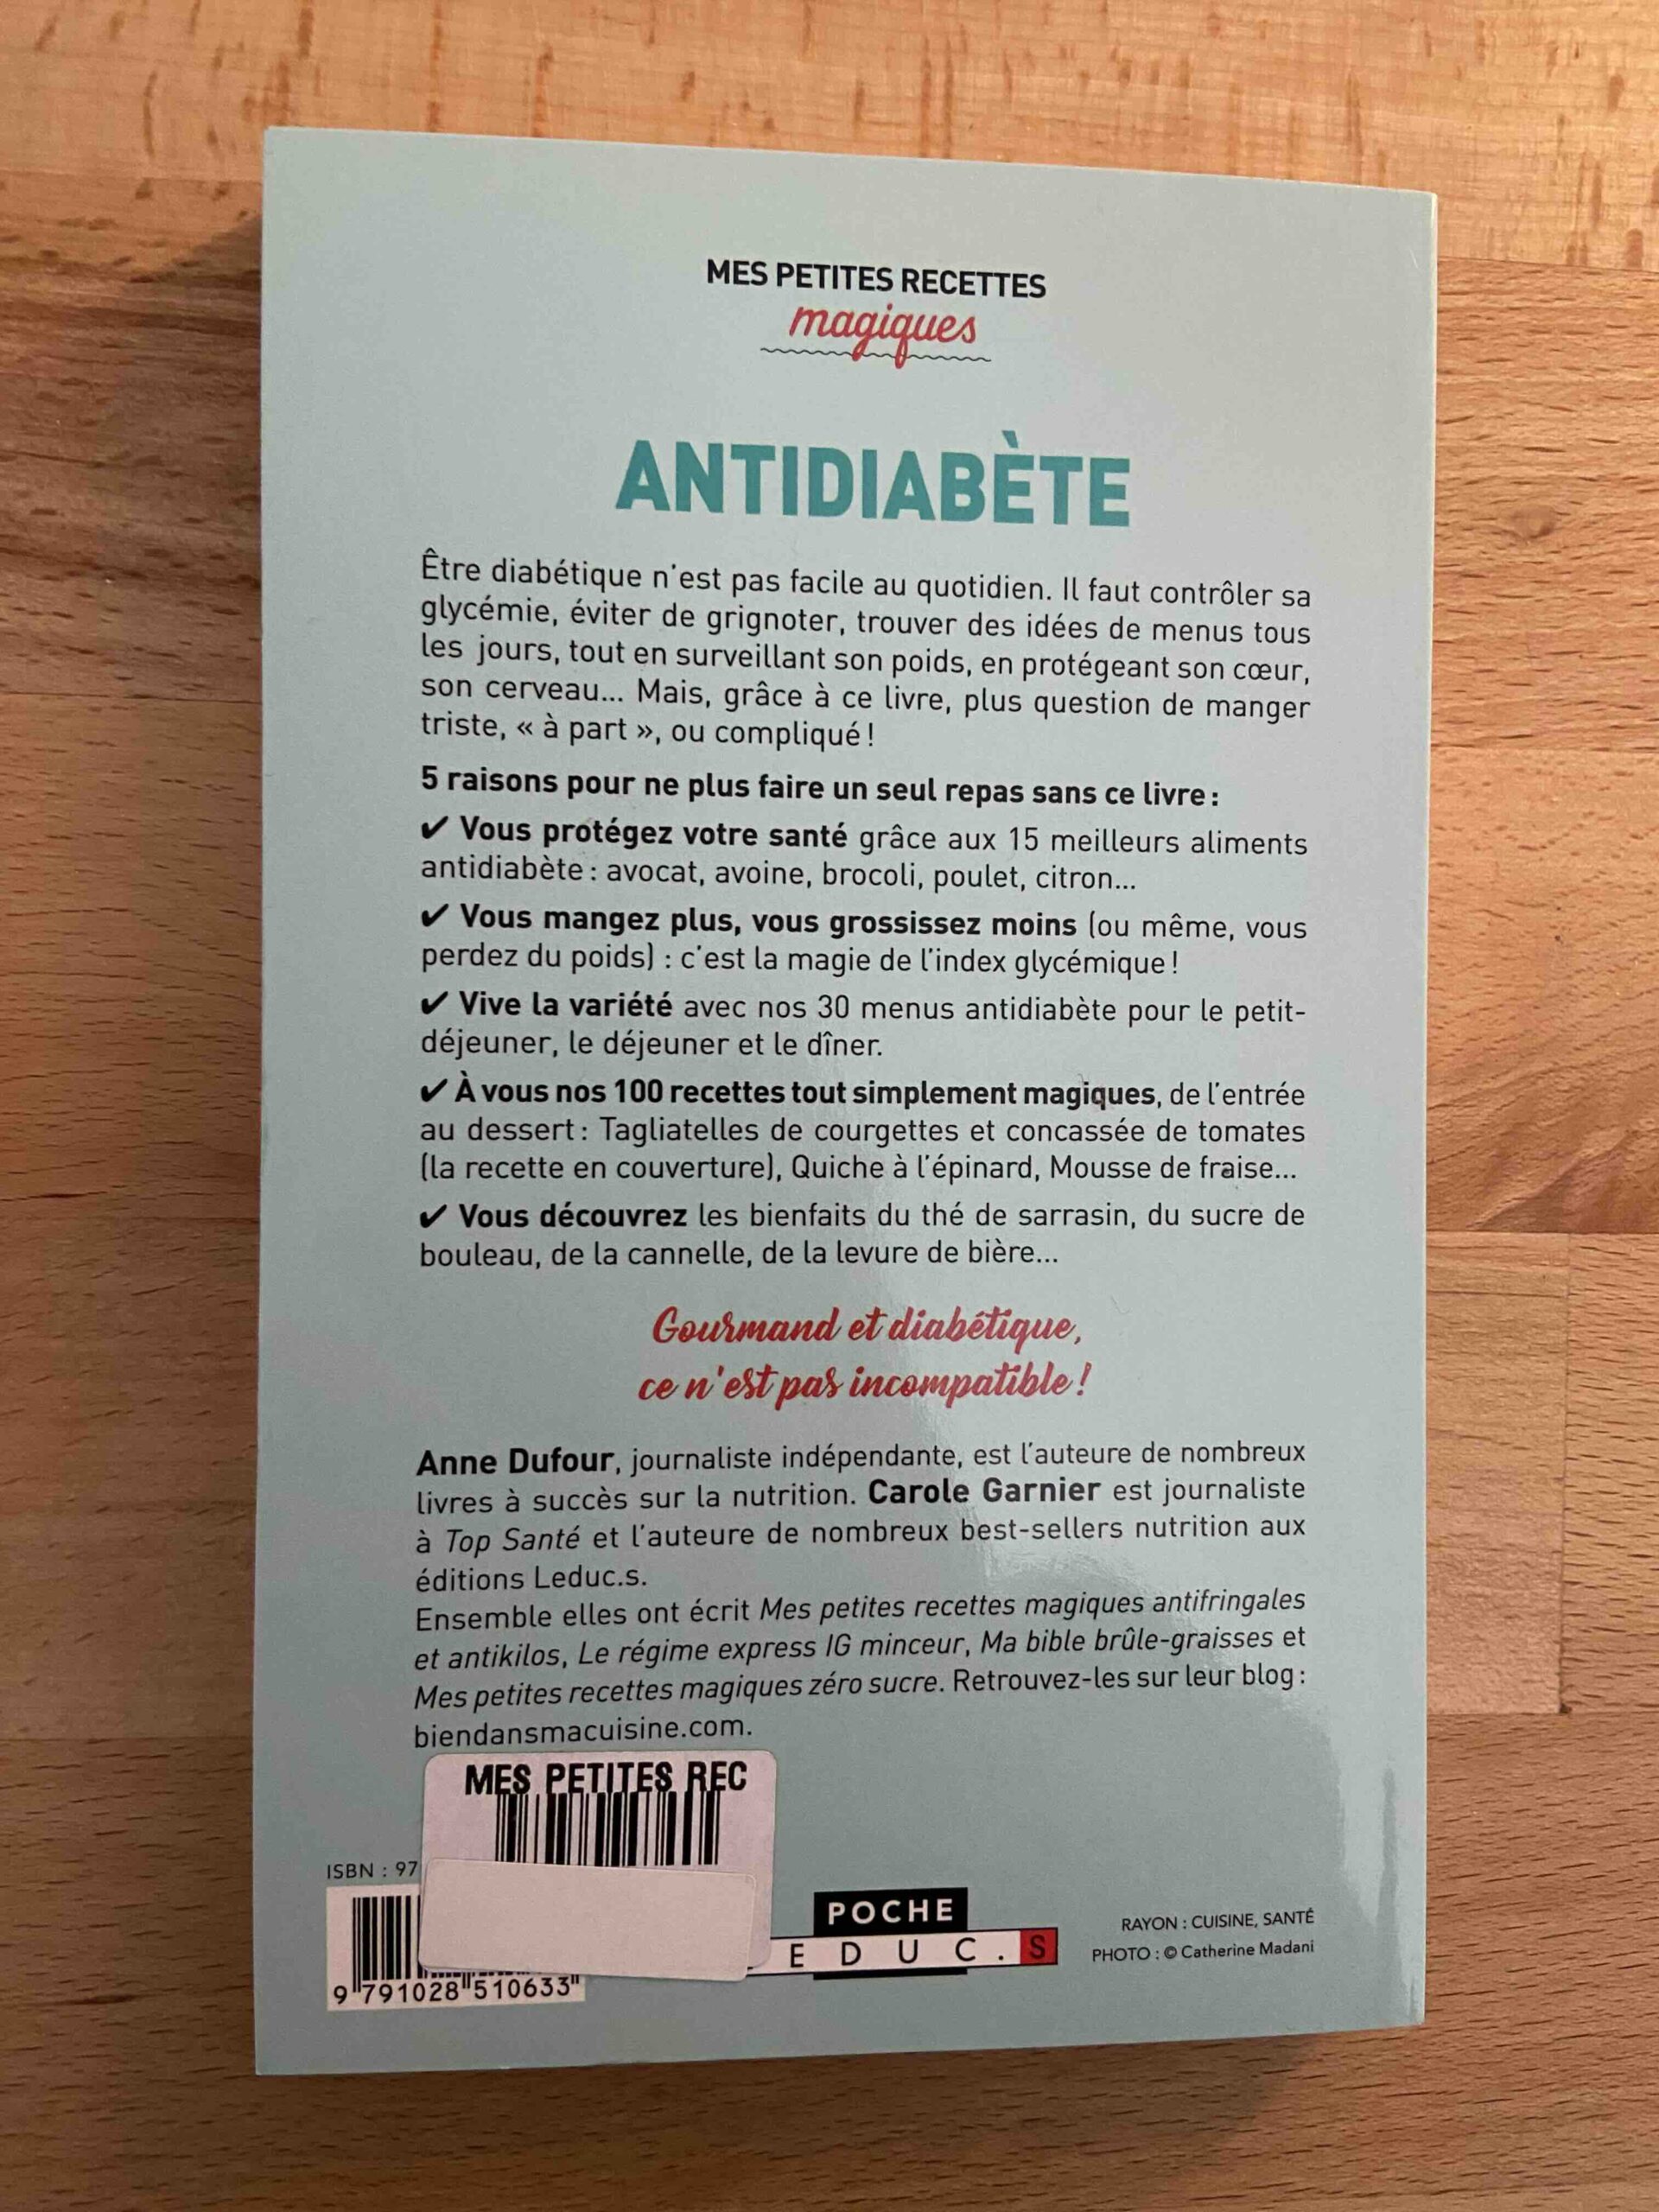 MES PETITES RECETTES
magiques
ANTIDIABÈTE
Être diabétique n'est pas facile au quotidien. Il faut contrôler sa
glycémie, éviter de grignoter, trouver des idées de menus tous
les jours, tout en surveillant son poids, en protégeant son cœur,
son cerveau... Mais, grâce à ce livre, plus question de manger
triste, « à part », ou compliqué !
5 raisons pour ne plus faire un seul repas sans ce livre :
✔ Vous protégez votre santé grâce aux 15 meilleurs aliments
antidiabète : avocat, avoine, brocoli, poulet, citron...
✔ Vous mangez plus, vous grossissez moins (ou même, vous
perdez du poids) : c'est la magie de l'index glycémique !
✔ Vive la variété avec nos 30 menus antidiabète pour le petit-
déjeuner, le déjeuner et le dîner.
✔ À vous nos 100 recettes tout simplement magiques, de l'entrée
au dessert : Tagliatelles de courgettes et concassée de tomates
(la recette en couverture), Quiche à l'épinard, Mousse de fraise...
✔ Vous découvrez les bienfaits du thé de sarrasin, du sucre de
bouleau, de la cannelle, de la levure de bière...
Gourmand et diabétique,
ce n'est pas incompatible !
Anne Dufour, journaliste indépendante, est l'auteure de nombreux
livres à succès sur la nutrition. Carole Garnier est journaliste
à Top Santé et l'auteure de nombreux best-sellers nutrition aux
éditions Leduc.s.
Ensemble elles ont écrit Mes petites recettes magiques antifringales
et antikilos, Le régime express IG minceur, Ma bible brûle-graisses et
Mes petites recettes magiques zéro sucre. Retrouvez-les sur leur blog :
biendansmacuisine.com.
MES PETITES REC
ISBN : 97
9 791028 510633
POCHE
EDUC.S
RAYON : CUISINE, SANTÉ
PHOTO : © Catherine Madani